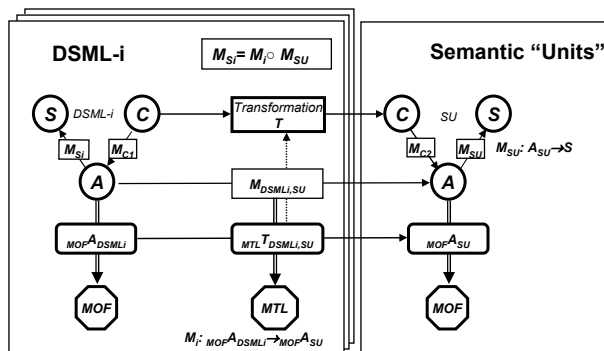 DSML-i
M_Si = M_i ○ M_SU
Semantic “Units”
S
DSML-i
C
Transformation
T
C
SU
S
M_Si
M_C1
M_C2
M_SU
M_SU: A_SU→S
A
M_DSMLi,SU
A
MOF A_DSMLi
MTL T_DSMLi,SU
MOF A_SU
MOF
MTL
MOF
M_i: MOF A_DSMLi→MOF A_SU